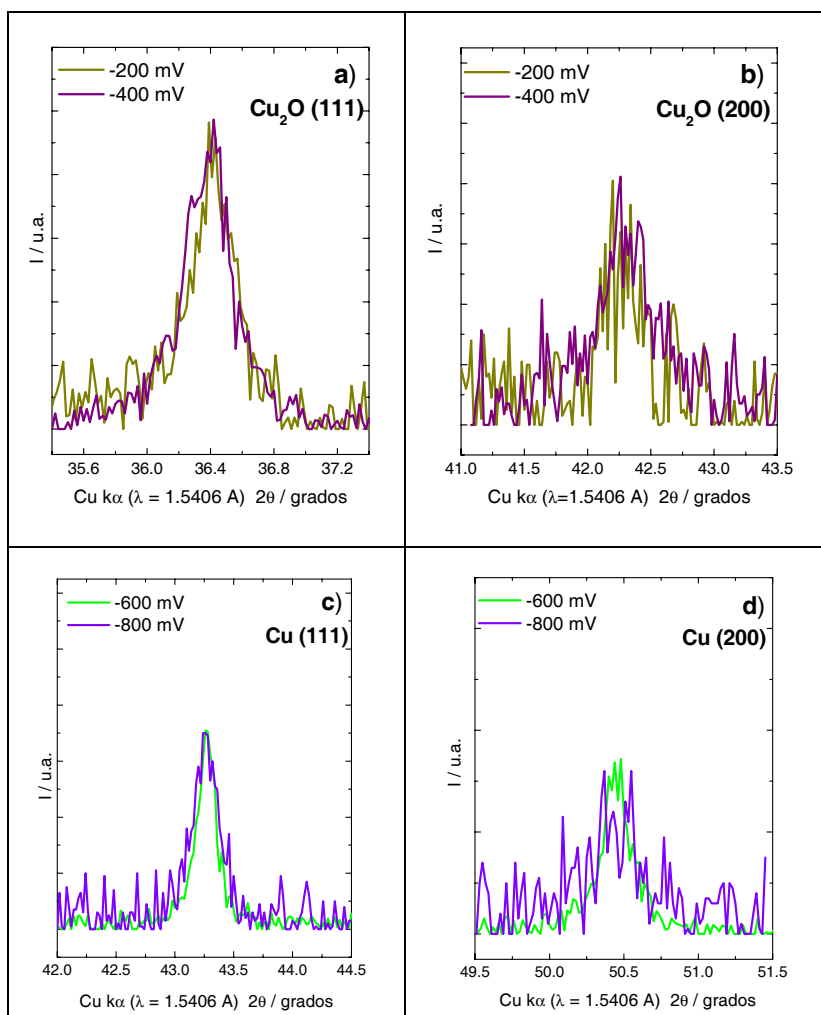 -200 mV
-400 mV
a)
Cu₂O (111)
I / u.a.
35.6 36.0 36.4 36.8 37.2
Cu kα (λ = 1.5406 A) 2θ / grados
-200 mV
-400 mV
b)
Cu₂O (200)
I / u.a.
41.0 41.5 42.0 42.5 43.0 43.5
Cu kα (λ=1.5406 A) 2θ / grados
-600 mV
-800 mV
c)
Cu (111)
I / u.a.
42.0 42.5 43.0 43.5 44.0 44.5
Cu kα (λ = 1.5406 A) 2θ / grados
-600 mV
-800 mV
d)
Cu (200)
I / u.a.
49.5 50.0 50.5 51.0 51.5
Cu kα (λ = 1.5406 A) 2θ / grados